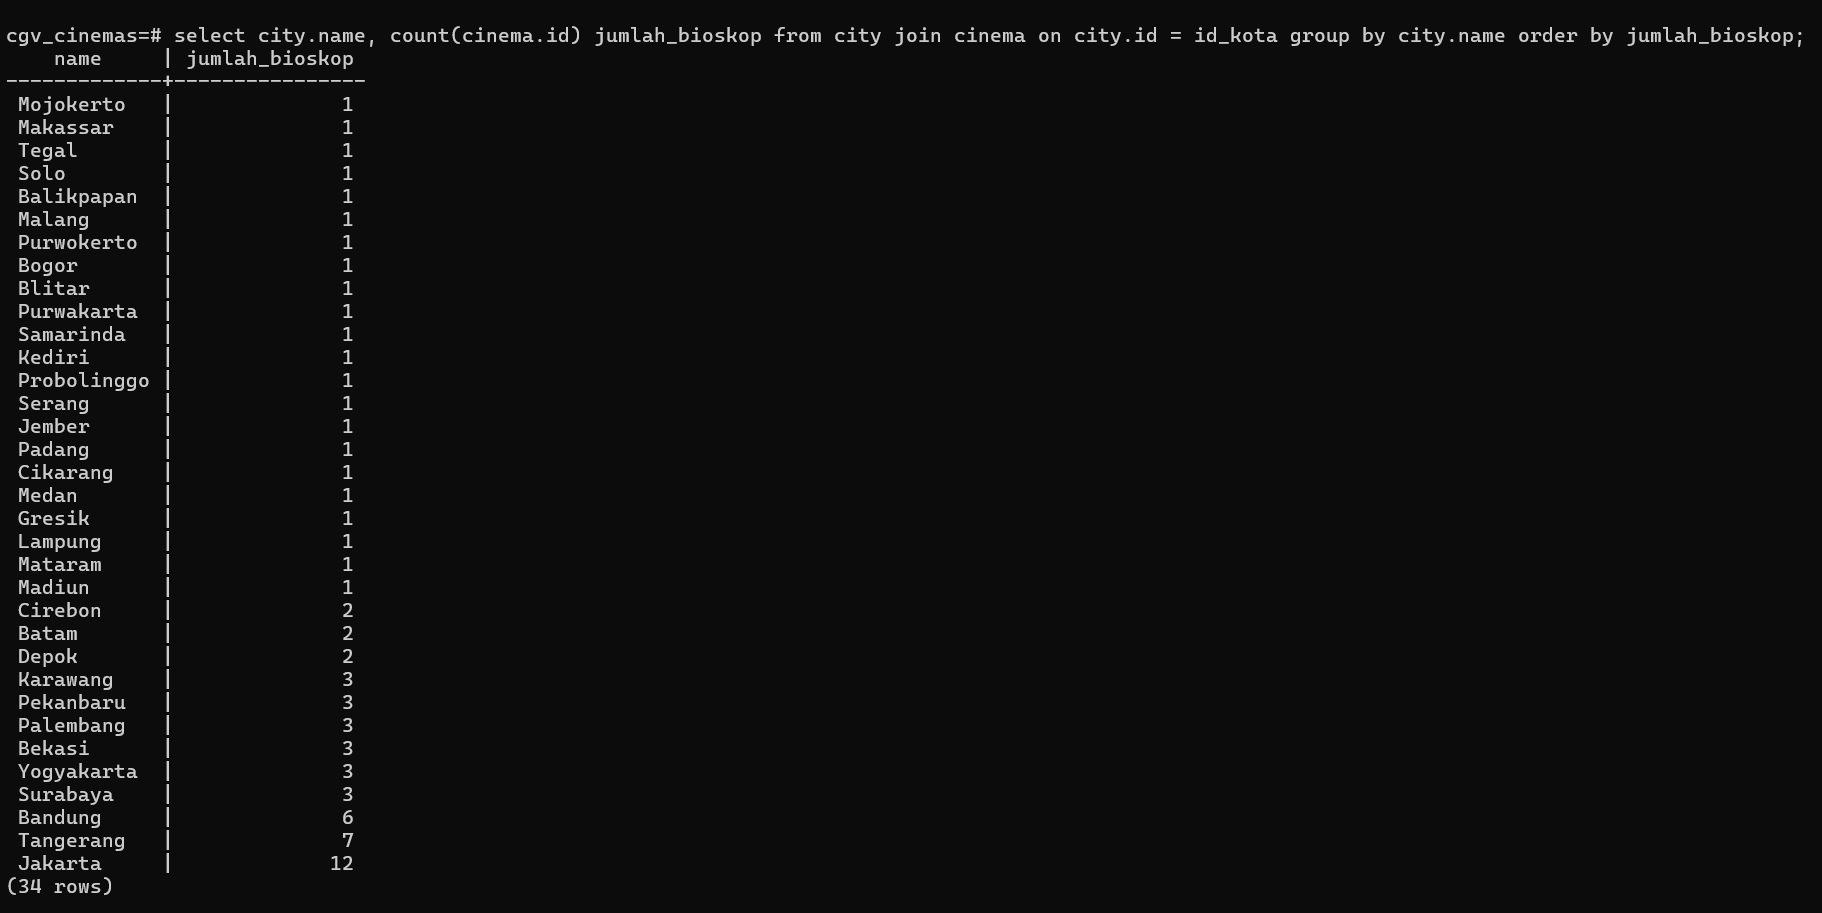 cgv_cinemas=# select city.name, count(cinema.id) jumlah_bioskop from city join cinema on city.id = id_kota group by city.name order by jumlah_bioskop;
    name     | jumlah_bioskop
-------------+----------------
 Mojokerto   |              1
 Makassar    |              1
 Tegal       |              1
 Solo        |              1
 Balikpapan  |              1
 Malang      |              1
 Purwokerto  |              1
 Bogor       |              1
 Blitar      |              1
 Purwakarta  |              1
 Samarinda   |              1
 Kediri      |              1
 Probolinggo |              1
 Serang      |              1
 Jember      |              1
 Padang      |              1
 Cikarang    |              1
 Medan       |              1
 Gresik      |              1
 Lampung     |              1
 Mataram     |              1
 Madiun      |              1
 Cirebon     |              2
 Batam       |              2
 Depok       |              2
 Karawang    |              3
 Pekanbaru   |              3
 Palembang   |              3
 Bekasi      |              3
 Yogyakarta  |              3
 Surabaya    |              3
 Bandung     |              6
 Tangerang   |              7
 Jakarta     |             12
(34 rows)